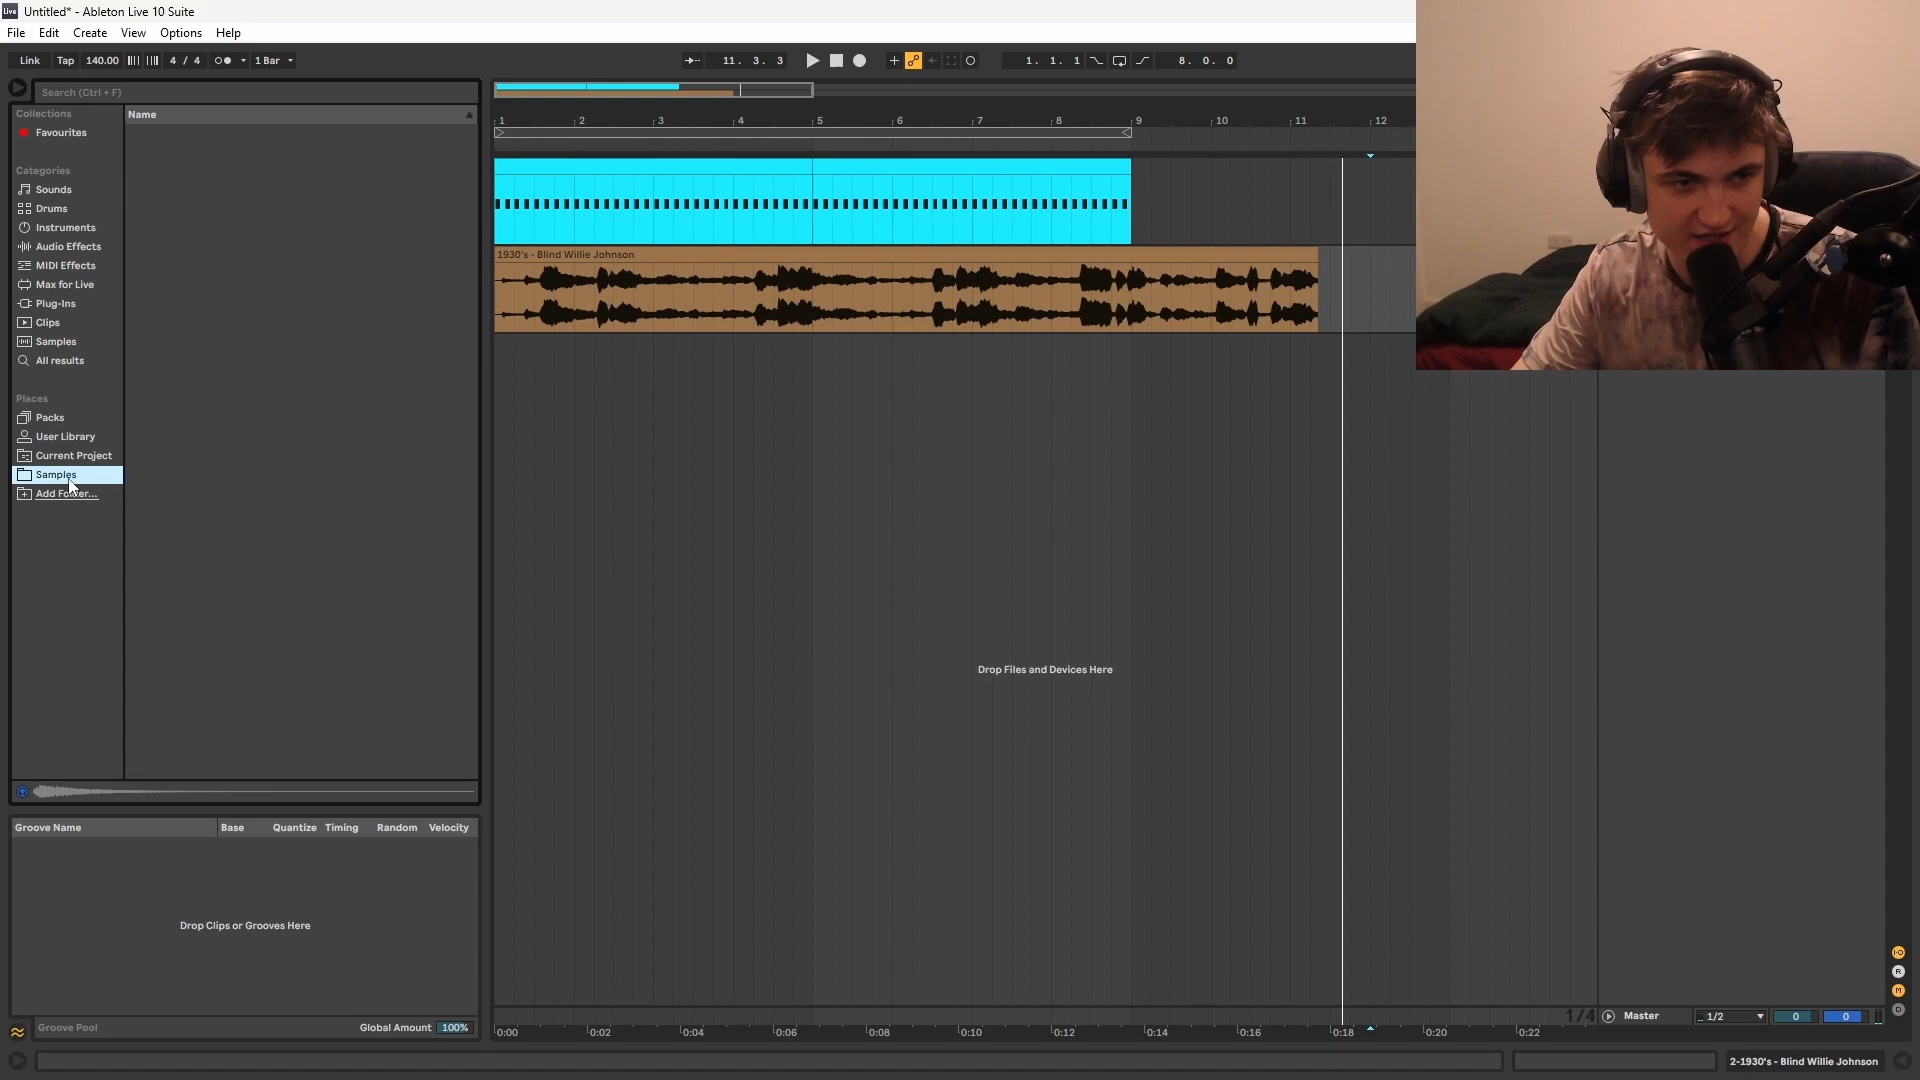 Untitled* - Ableton Live 10 Suite
File Edit Create View Options Help
Link Tap 140.00 4 / 4 1 Bar 11. 3. 3 1. 1. 1 8. 0. 0
Search (Ctrl + F)
Collections
Favourites
Categories
Sounds
Drums
Instruments
Audio Effects
MIDI Effects
Max for Live
Plug-Ins
Clips
Samples
All results
Places
Packs
User Library
Current Project
Samples
Add Fo er...
Name
1 2 3 4 5 6 7 8 9 10 11 12
1930's - Blind Willie Johnson
Drop Files and Devices Here
Groove Name Base Quantize Timing Random Velocity
Drop Clips or Grooves Here
Groove Pool Global Amount 100%
1/4 Master 1/2 0 0
0:00 0:02 0:04 0:06 0:08 0:10 0:12 0:14 0:16 0:18 0:20 0:22
I-O
R
M
D
2-1930's - Blind Willie Johnson